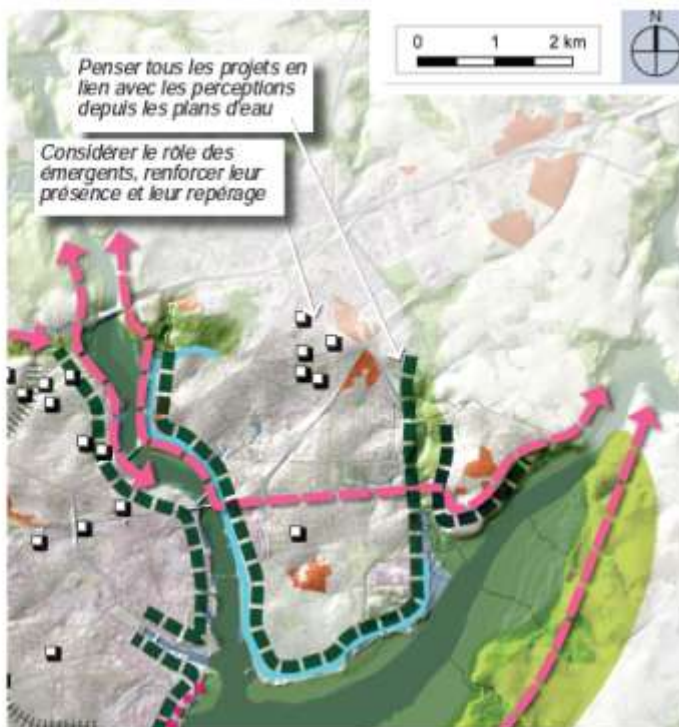 N
0 1 2 km
Penser tous les projets en
lien avec les perceptions
depuis les plans d'eau
Considérer le rôle des
émergents, renforcer leur
présence et leur repérage